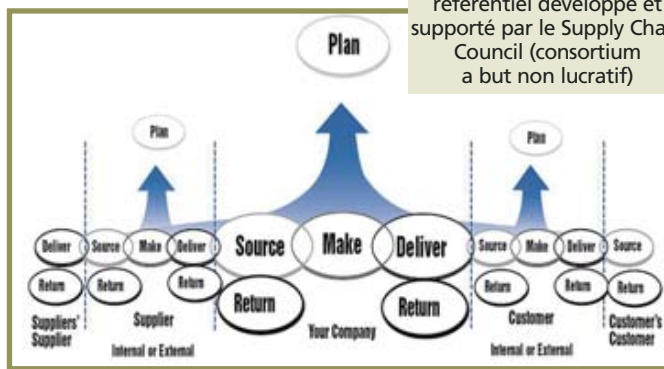 référentiel développé et
supporté par le Supply Cha
Council (consortium
a but non lucratif)
Plan
Plan
Plan
Deliver Source Make Deliver Source Make Deliver Source Make Deliver Source
Return Return Return Return Return Return Return Return
Suppliers'
Supplier
Supplier
Internal or External
Your Company
Customer
Internal or External
Customer's
Customer